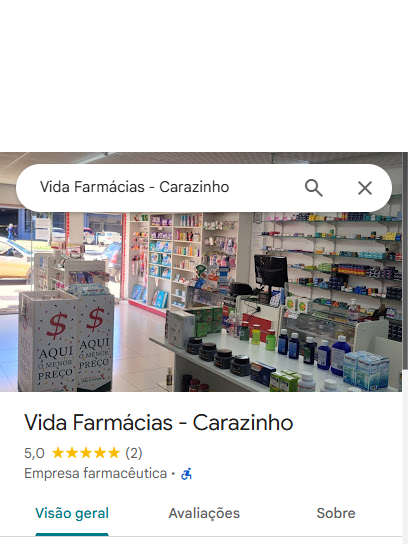 Vida Farmácias - Carazinho
$
AQUI
O MENOR
PREÇO
$
AQUI
O MENOR
PREÇO
Vida Farmácias - Carazinho
5,0 ★★★★★ (2)
Empresa farmacêutica ·
Visão geral
Avaliações
Sobre